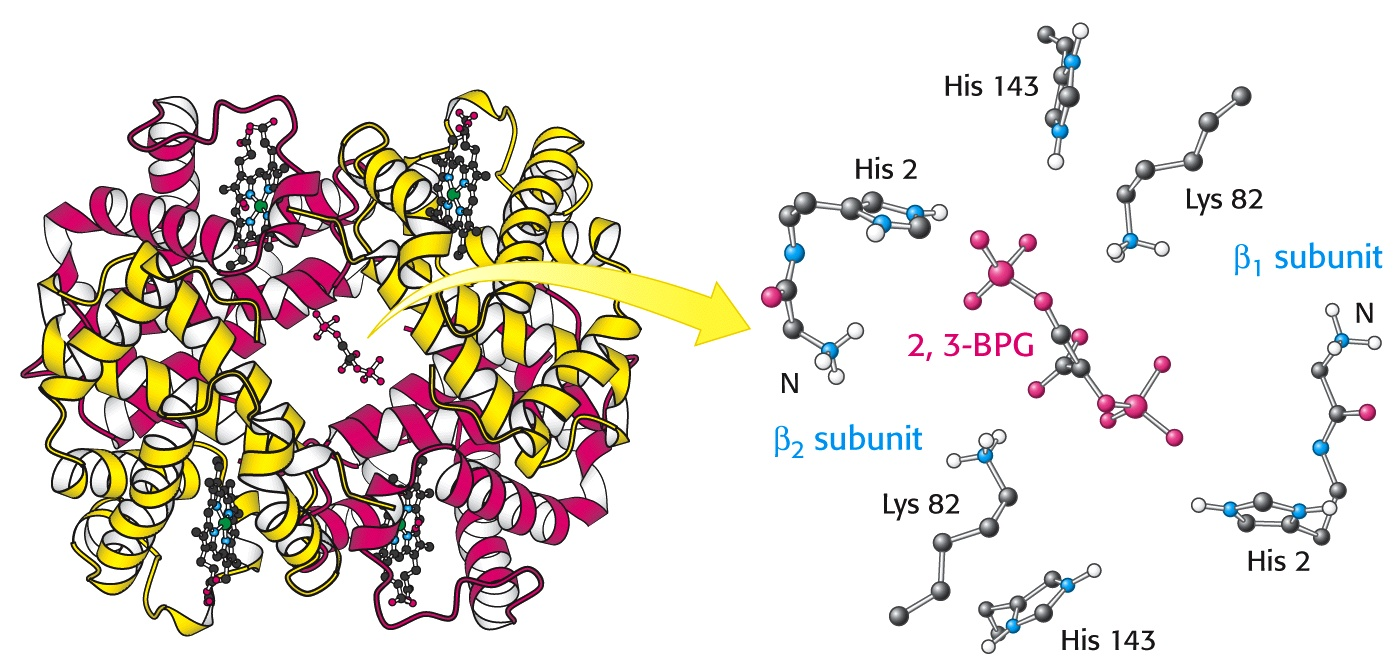 His 143
His 2
Lys 82
β1 subunit
N
2, 3-BPG
N
β2 subunit
Lys 82
His 2
His 143